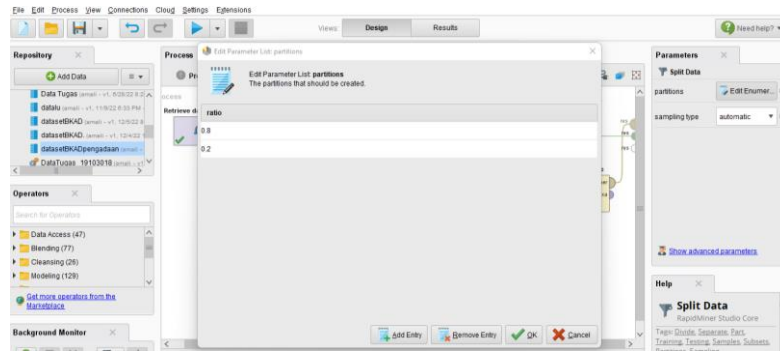 File Edit Process View Connections Cloud Settings Extensions
Views: Design Results Need help?
Repository
Add Data
Data Tugas
datalu
datasetBKAD
datasetBKAD.
datasetBKADpengadaan
DataTugas_19103018
Operators
Search for Operators
Data Access (47)
Blending (77)
Cleansing (26)
Modeling (129)
Get more operators from the
Marketplace
Background Monitor
Process
Retrieve
Edit Parameter List: partitions
Edit Parameter List: partitions
The partitions that should be created.
ratio
0.8
0.2
Add Entry Remove Entry OK Cancel
Parameters
Split Data
partitions Edit Enumer...
sampling type automatic
Show advanced parameters
Help
Split Data
RapidMiner Studio Core
Tags: Divide, Separate, Part,
Training, Testing, Samples, Subsets,